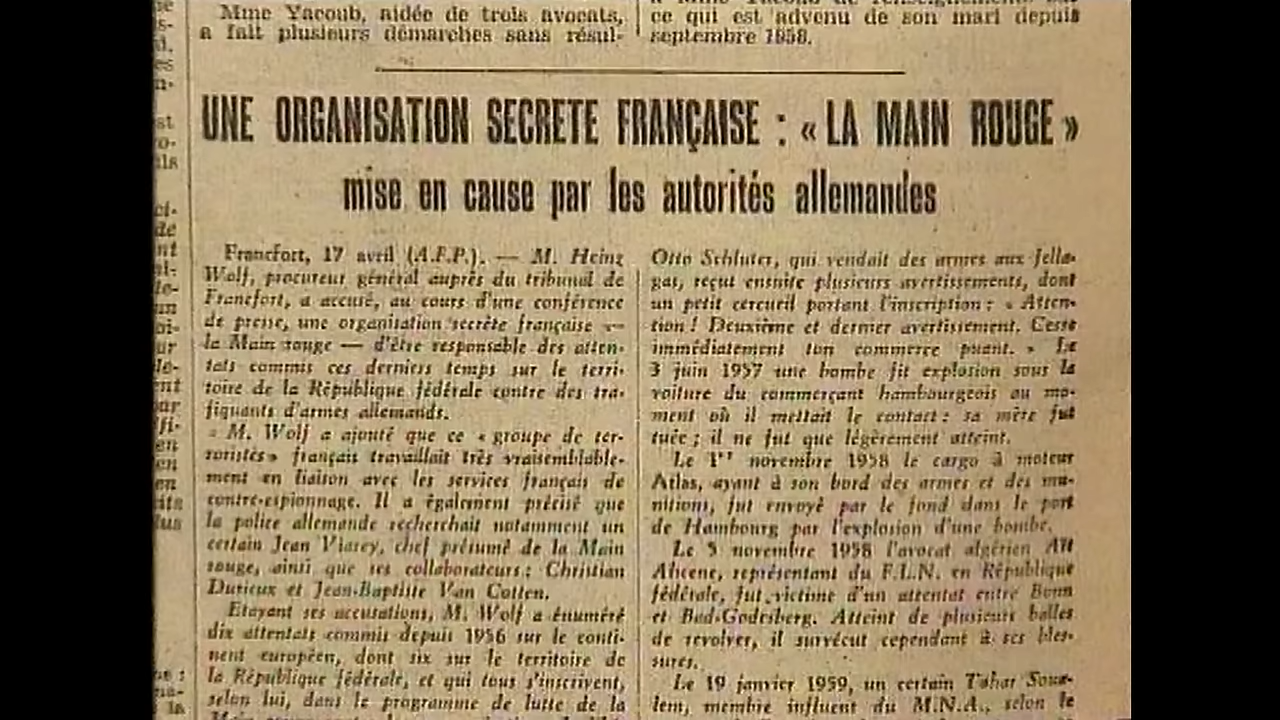 Mme Yacoub, aidée de trois avocats,
a fait plusieurs démarches sans résul-
ce qui est advenu de son mari depuis
septembre 1958.
UNE ORGANISATION SECRETE FRANÇAISE : « LA MAIN ROUGE »
mise en cause par les autorités allemandes
Francfort, 17 avril (A.F.P.). — M. Heinz
Wolf, procureur général auprès du tribunal de
Francfort, a accusé, au cours d'une conférence
de presse, une organisation secrète française —
la Main rouge — d'être responsable des atten-
tats commis ces derniers temps sur le terri-
toire de la République fédérale contre des tra-
fiquants d'armes allemands.
M. Wolf a ajouté que ce « groupe de ter-
roristes » français travaillait très vraisemblable-
ment en liaison avec les services français de
contre-espionnage. Il a également précisé que
la police allemande recherchait notamment un
certain Jean Viarey, chef présumé de la Main
rouge, ainsi que ses collaborateurs : Christian
Durieux et Jean-Baptiste Van Cotten.
Etayant ses accusations, M. Wolf a énuméré
dix attentats commis depuis 1956 sur le conti-
nent européen, dont six sur le territoire de
la République fédérale, et qui tous s'inscrivent,
selon lui, dans le programme de lutte de la
Otto Schluter, qui vendait des armes aux fella-
gas, reçut ensuite plusieurs avertissements, dont
un petit cercueil portant l'inscription : « Atten-
tion ! Deuxième et dernier avertissement. Cesse
immédiatement ton commerce puant. » Le
3 juin 1957 une bombe fit explosion sous la
voiture du commerçant hambourgeois au mo-
ment où il mettait le contact : sa mère fut
tuée ; il ne fut que légèrement atteint.
Le 1er novembre 1958 le cargo à moteur
Atlas, ayant à son bord des armes et des mu-
nitions, fut envoyé par le fond dans le port
de Hambourg par l'explosion d'une bombe.
Le 5 novembre 1958 l'avocat algérien Aït
Ahcene, représentant du F.L.N. en République
fédérale, fut victime d'un attentat entre Bonn
et Bad-Godesberg. Atteint de plusieurs balles
de revolver, il survécut cependant à ses bles-
sures.
Le 19 janvier 1959, un certain Tahar Soua-
lem, membre influent du M.N.A., selon le